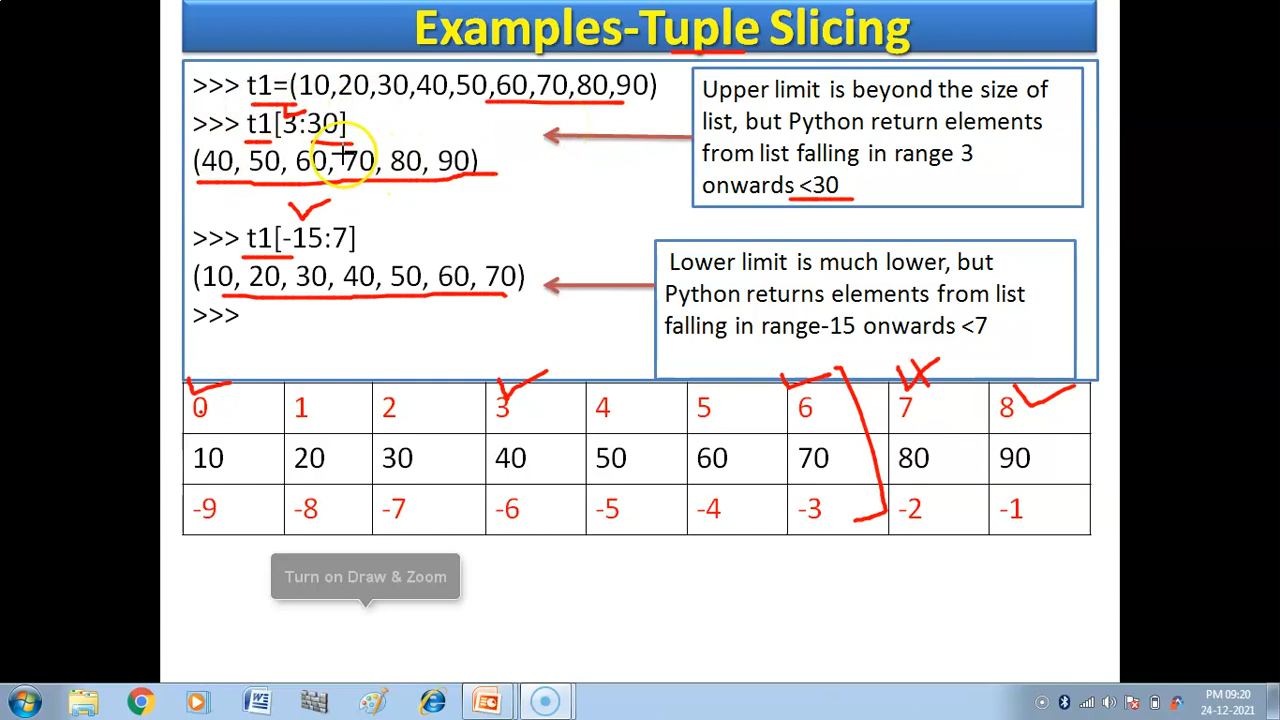 Examples-Tuple Slicing
>>> t1=(10,20,30,40,50,60,70,80,90)
>>> t1[3:30]
(40, 50, 60, 70, 80, 90)
Upper limit is beyond the size of
list, but Python return elements
from list falling in range 3
onwards <30
>>> t1[-15:7]
(10, 20, 30, 40, 50, 60, 70)
>>>
Lower limit is much lower, but
Python returns elements from list
falling in range-15 onwards <7
0 1 2 3 4 5 6 7 8
10 20 30 40 50 60 70 80 90
-9 -8 -7 -6 -5 -4 -3 -2 -1
Turn on Draw & Zoom
PM 09:20
24-12-2021